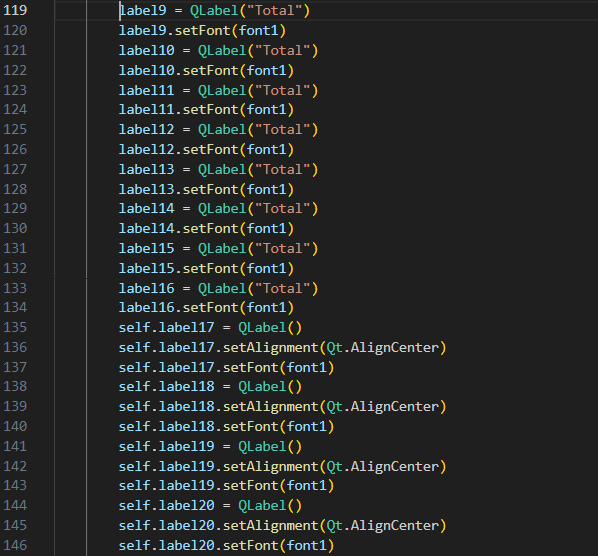 119 label9 = QLabel("Total")
120 label9.setFont(font1)
121 label10 = QLabel("Total")
122 label10.setFont(font1)
123 label11 = QLabel("Total")
124 label11.setFont(font1)
125 label12 = QLabel("Total")
126 label12.setFont(font1)
127 label13 = QLabel("Total")
128 label13.setFont(font1)
129 label14 = QLabel("Total")
130 label14.setFont(font1)
131 label15 = QLabel("Total")
132 label15.setFont(font1)
133 label16 = QLabel("Total")
134 label16.setFont(font1)
135 self.label17 = QLabel()
136 self.label17.setAlignment(Qt.AlignCenter)
137 self.label17.setFont(font1)
138 self.label18 = QLabel()
139 self.label18.setAlignment(Qt.AlignCenter)
140 self.label18.setFont(font1)
141 self.label19 = QLabel()
142 self.label19.setAlignment(Qt.AlignCenter)
143 self.label19.setFont(font1)
144 self.label20 = QLabel()
145 self.label20.setAlignment(Qt.AlignCenter)
146 self.label20.setFont(font1)